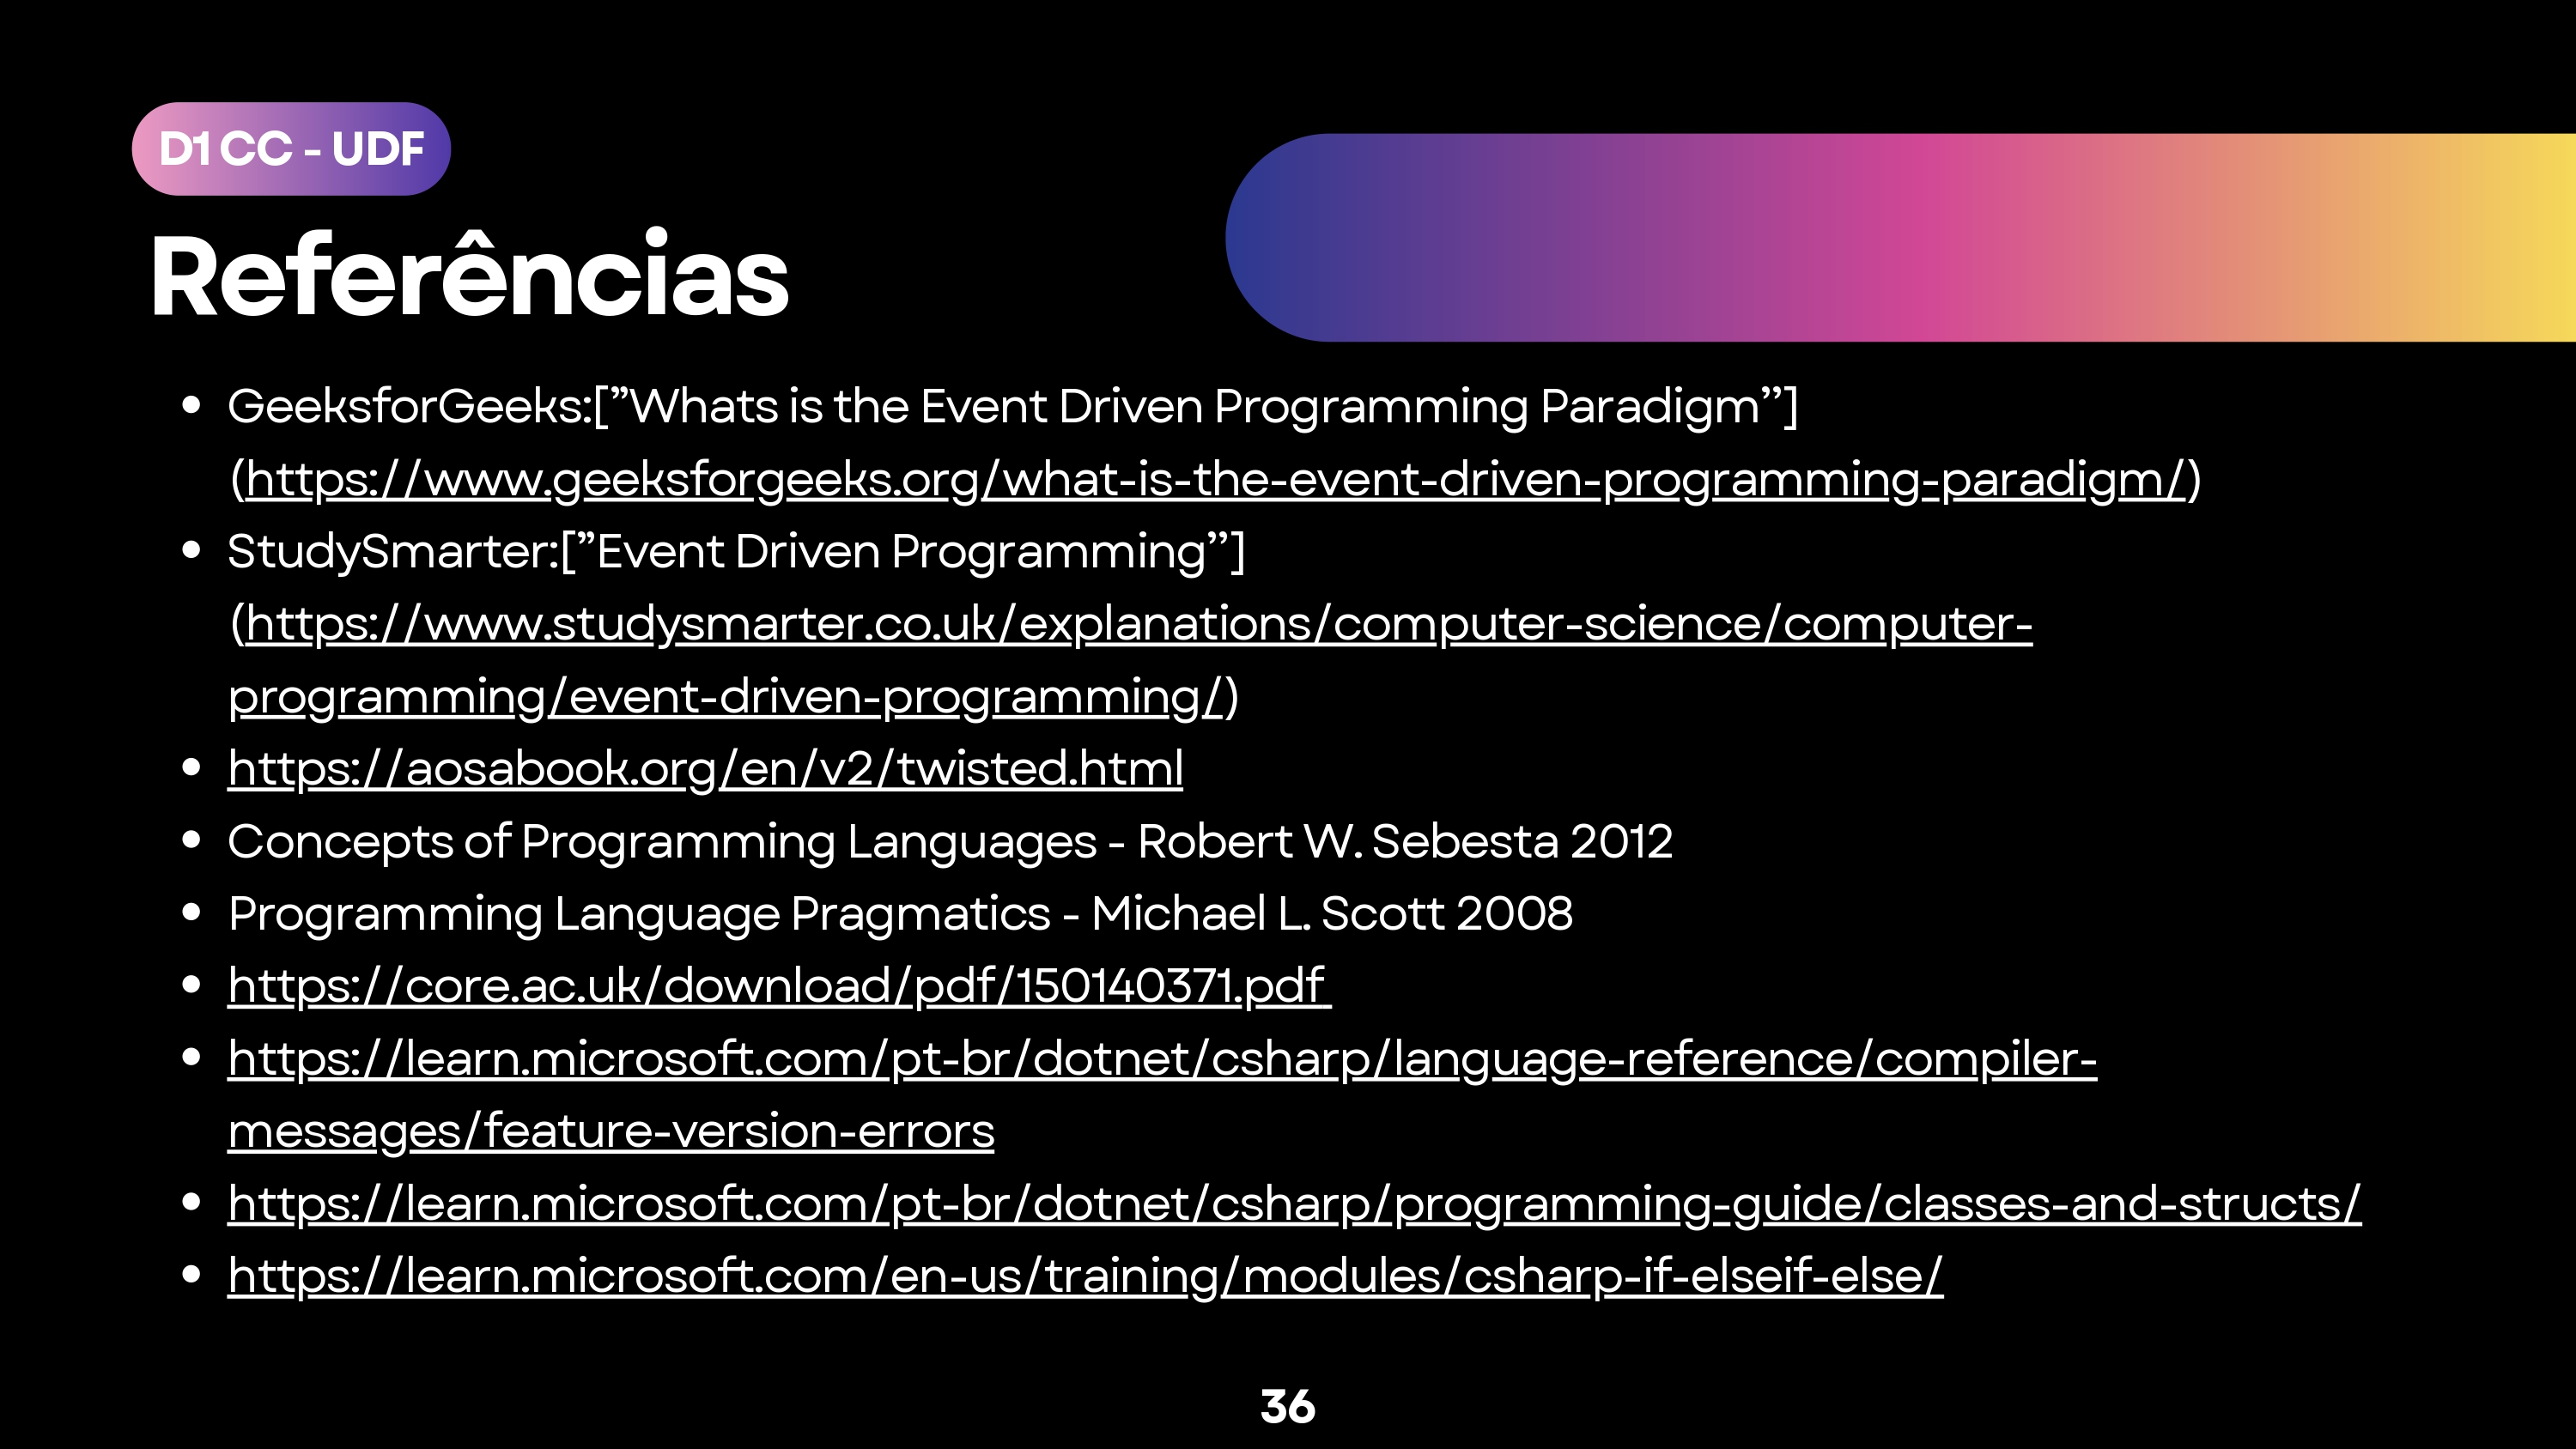 D1 CC - UDF
Referências
• GeeksforGeeks:[”Whats is the Event Driven Programming Paradigm”]
(https://www.geeksforgeeks.org/what-is-the-event-driven-programming-paradigm/)
• StudySmarter:[”Event Driven Programming”]
(https://www.studysmarter.co.uk/explanations/computer-science/computer-
programming/event-driven-programming/)
• https://aosabook.org/en/v2/twisted.html
• Concepts of Programming Languages - Robert W. Sebesta 2012
• Programming Language Pragmatics - Michael L. Scott 2008
• https://core.ac.uk/download/pdf/150140371.pdf
• https://learn.microsoft.com/pt-br/dotnet/csharp/language-reference/compiler-
messages/feature-version-errors
• https://learn.microsoft.com/pt-br/dotnet/csharp/programming-guide/classes-and-structs/
• https://learn.microsoft.com/en-us/training/modules/csharp-if-elseif-else/
36